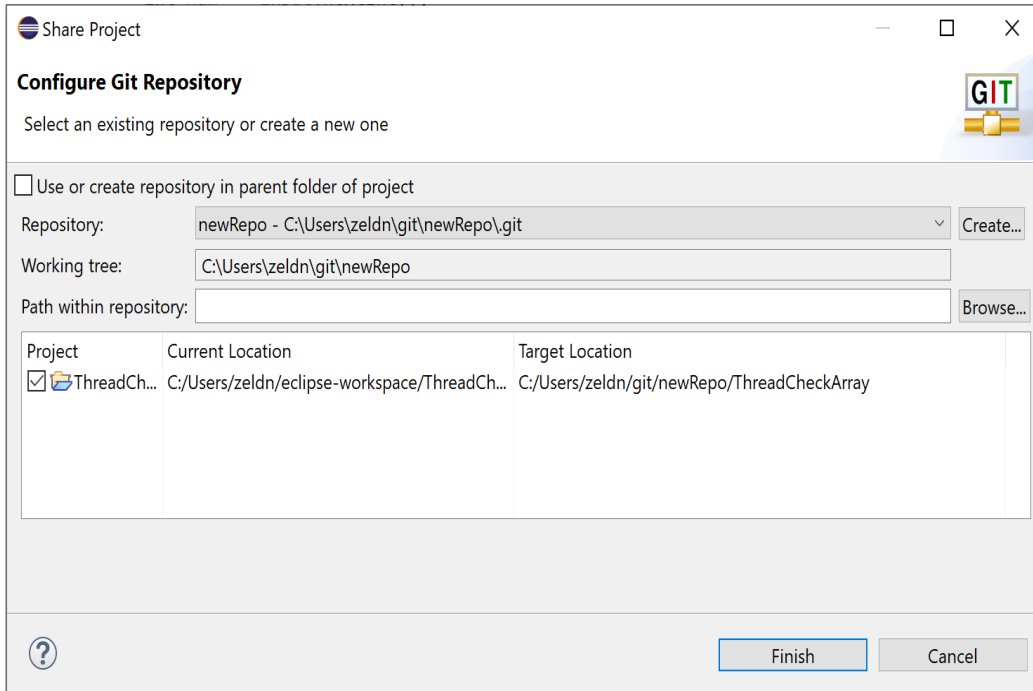 Share Project
Configure Git Repository
GIT
Select an existing repository or create a new one
Use or create repository in parent folder of project
Repository: newRepo - C:\Users\zeldn\git\newRepo\.git Create...
Working tree: C:\Users\zeldn\git\newRepo
Path within repository: Browse...
Project Current Location Target Location
ThreadCh... C:/Users/zeldn/eclipse-workspace/ThreadCh... C:/Users/zeldn/git/newRepo/ThreadCheckArray
? Finish Cancel